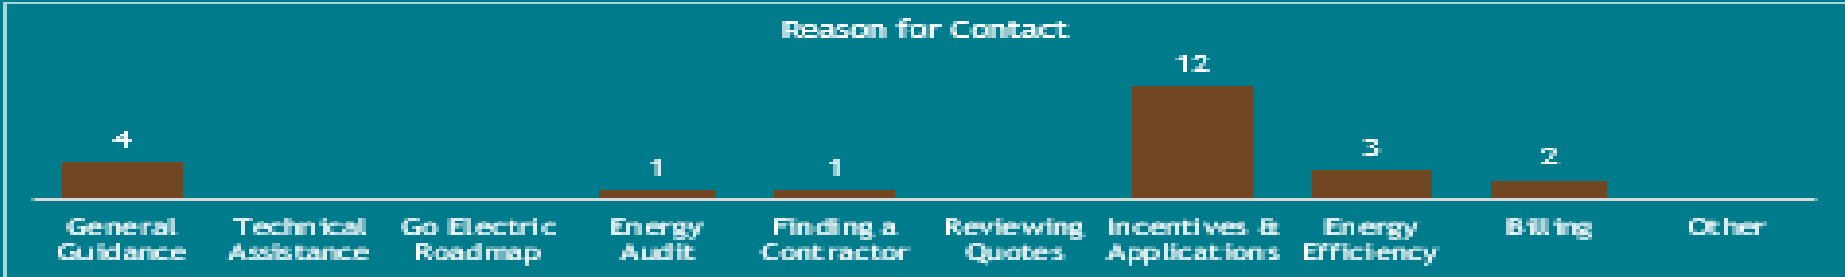 Reason for Contact
12
4
3
2
1
1
General Guidance
Technical Assistance
Go Electric Roadmap
Energy Audit
Finding a Contractor
Reviewing Quotes
Incentives & Applications
Energy Efficiency
Billing
Other